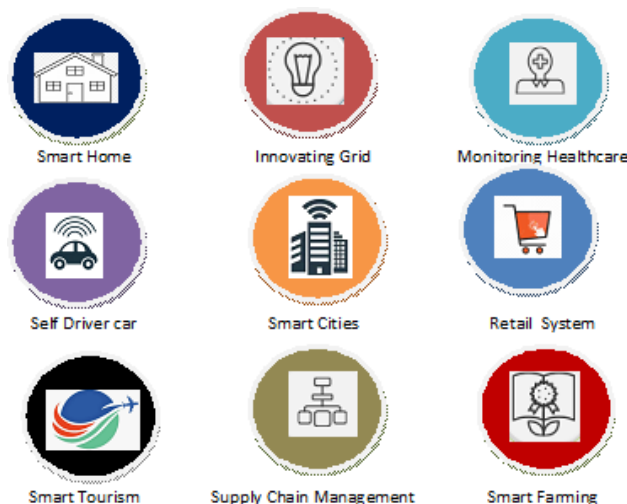 Smart Home
Innovating Grid
Monitoring Healthcare
Self Driver car
Smart Cities
Retail System
Smart Tourism
Supply Chain Management
Smart Farming